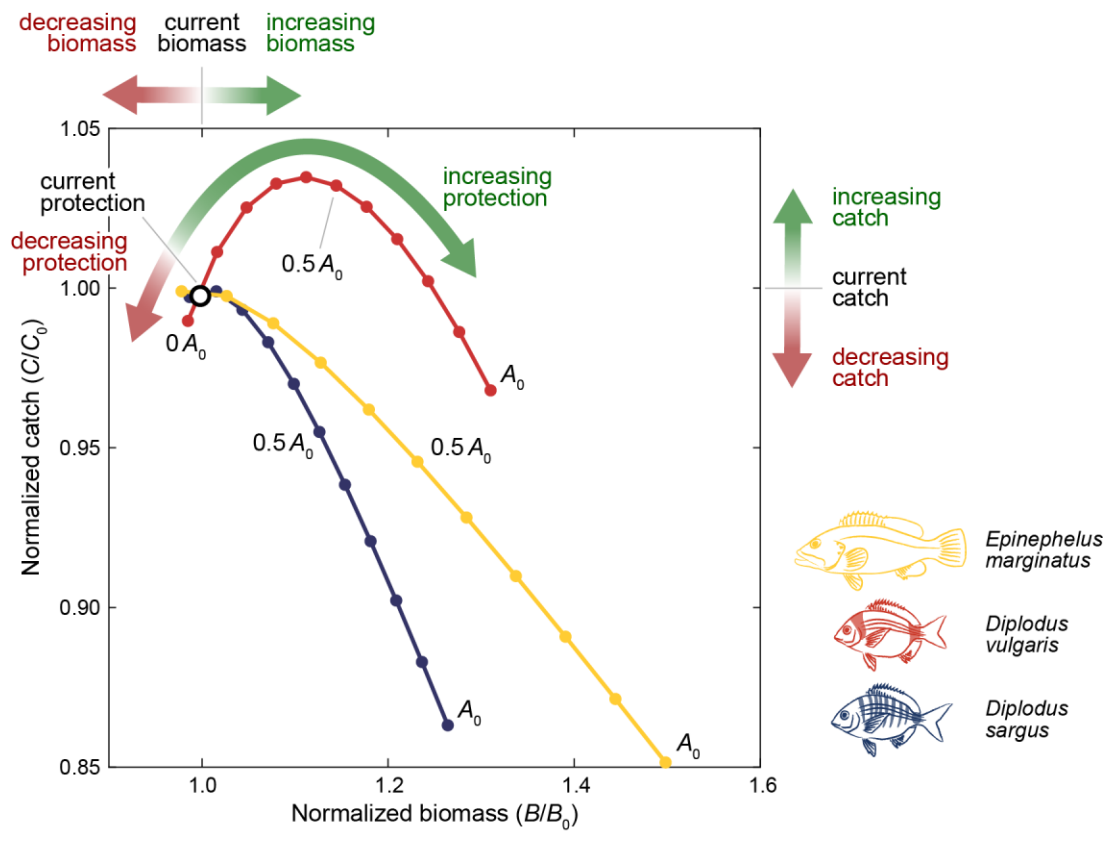 decreasing
biomass
current
biomass
increasing
biomass
1.05
current
protection
increasing
protection
decreasing
protection
0.5 A₀
1.00
0 A₀
A₀
0.95
0.5 A₀
0.5 A₀
0.90
A₀
A₀
0.85
1.0
1.2
1.4
1.6
Normalized catch (C/C₀)
Normalized biomass (B/B₀)
increasing
catch
current
catch
decreasing
catch
Epinephelus
marginatus
Diplodus
vulgaris
Diplodus
sargus